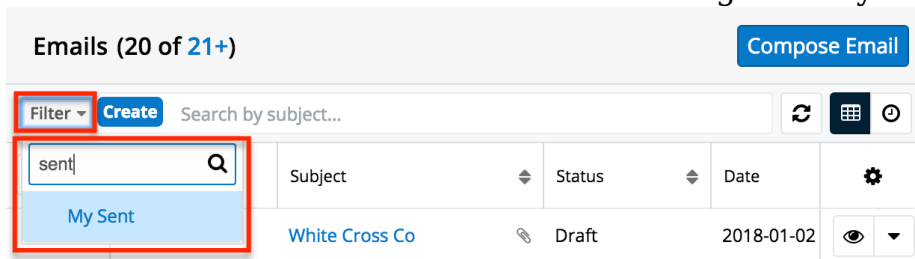 Emails (20 of 21+)
Compose Email
Filter Create Search by subject...
sent
Subject Status Date
My Sent
White Cross Co Draft 2018-01-02